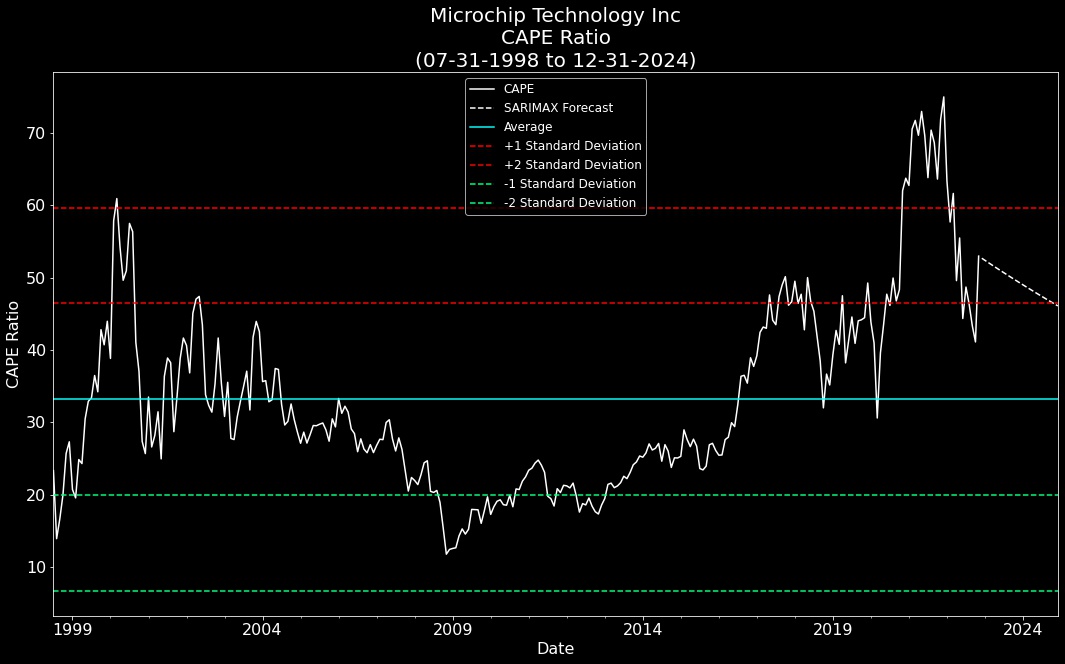 Microchip Technology Inc
CAPE Ratio
(07-31-1998 to 12-31-2024)
CAPE
SARIMAX Forecast
Average
+1 Standard Deviation
+2 Standard Deviation
-1 Standard Deviation
-2 Standard Deviation
CAPE Ratio
70
60
50
40
30
20
10
1999
2004
2009
2014
2019
2024
Date